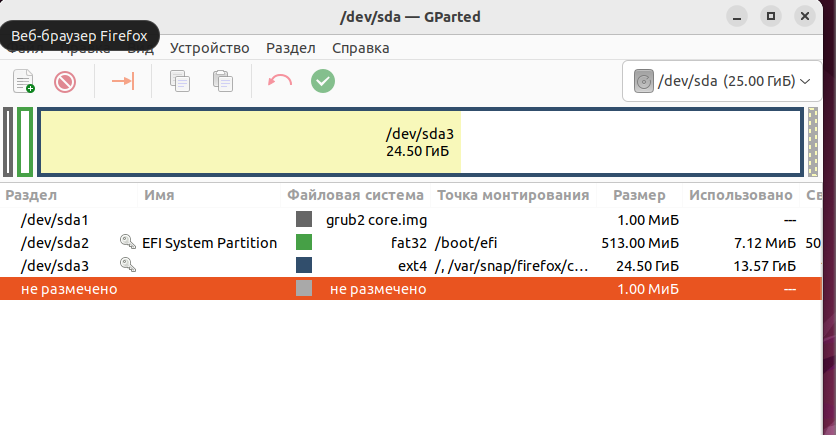 /dev/sda — GParted
Веб-браузер Firefox
Вид Устройство Раздел Справка
/dev/sda (25.00 ГиБ)
/dev/sda3
24.50 ГиБ
Раздел Имя Файловая система Точка монтирования Размер Использовано Св
/dev/sda1 grub2 core.img 1.00 МиБ ---
/dev/sda2 EFI System Partition fat32 /boot/efi 513.00 МиБ 7.12 МиБ 50
/dev/sda3 ext4 /, /var/snap/firefox/c... 24.50 ГиБ 13.57 ГиБ
не размечено не размечено 1.00 МиБ ---